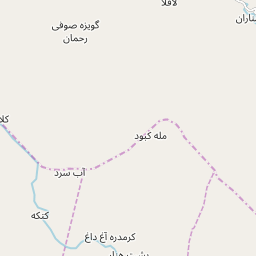 لاقلا
گویزه صوفی
رحمان
مله کبود
آب سرد
کنکه
کرمدره آغ داغ